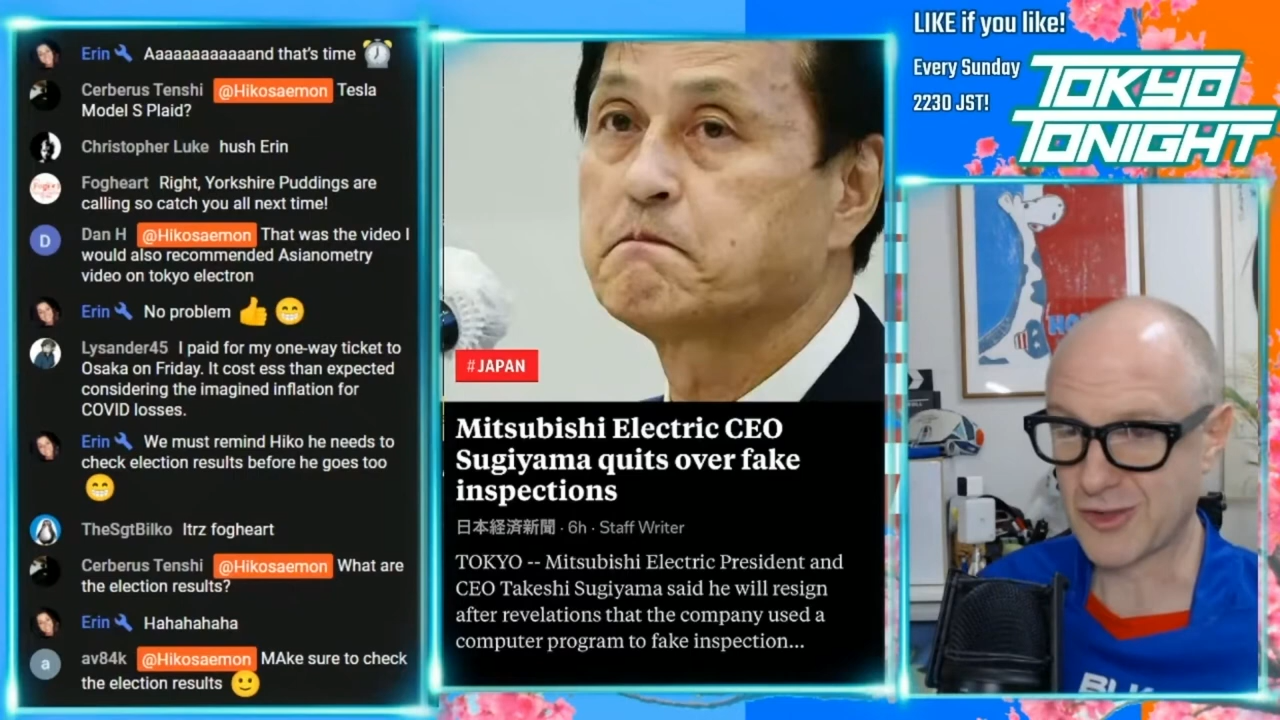 Erin Aaaaaaaaaaaand that's time
Cerberus Tenshi @Hikosaemon Tesla
Model S Plaid?
Christopher Luke hush Erin
Fogheart Right, Yorkshire Puddings are
calling so catch you all next time!
D
Dan H @Hikosaemon That was the video I
would also recommended Asianometry
video on tokyo electron
Erin No problem
Lysander45 I paid for my one-way ticket to
Osaka on Friday. It cost ess than expected
considering the imagined inflation for
COVID losses.
Erin We must remind Hiko he needs to
check election results before he goes too
TheSgtBilko ltrz fogheart
Cerberus Tenshi @Hikosaemon What are
the election results?
Erin Hahahahaha
a
av84k @Hikosaemon MAke sure to check
the election results
#JAPAN
Mitsubishi Electric CEO
Sugiyama quits over fake
inspections
日本経済新聞 · 6h · Staff Writer
TOKYO -- Mitsubishi Electric President and
CEO Takeshi Sugiyama said he will resign
after revelations that the company used a
computer program to fake inspection...
LIKE if you like!
Every Sunday
2230 JST!
TOKYO
TONIGHT